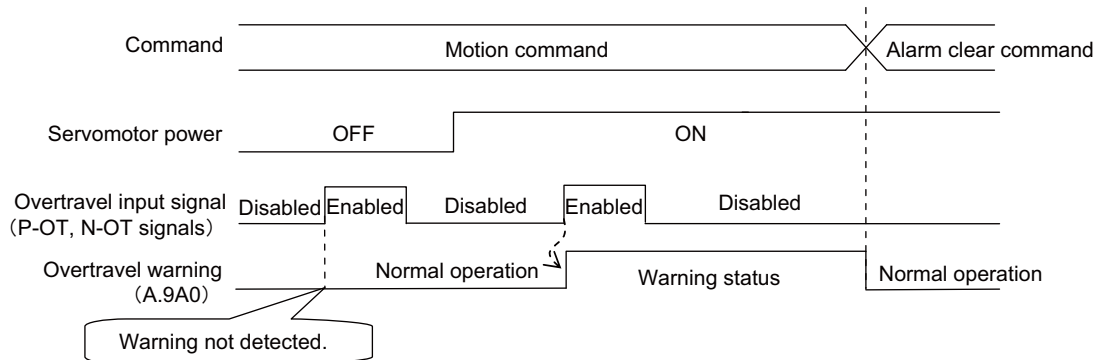 Command
Motion command
Alarm clear command
Servomotor power
OFF
ON
Overtravel input signal
（P-OT, N-OT signals）
Disabled
Enabled
Disabled
Enabled
Disabled
Overtravel warning
（A.9A0）
Normal operation
Warning status
Normal operation
Warning not detected.